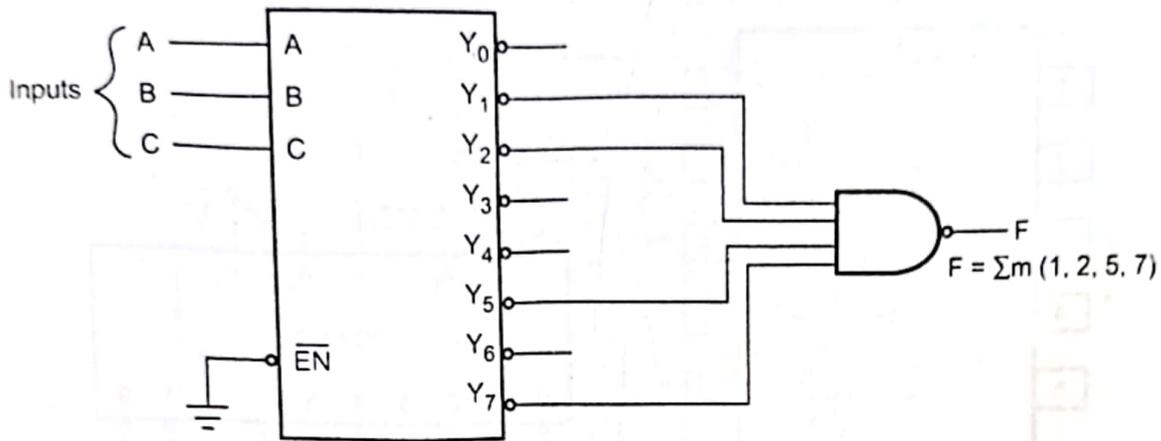 Inputs
A
B
C
A
B
C
EN
Y0
Y1
Y2
Y3
Y4
Y5
Y6
Y7
F
F = ∑m (1, 2, 5, 7)